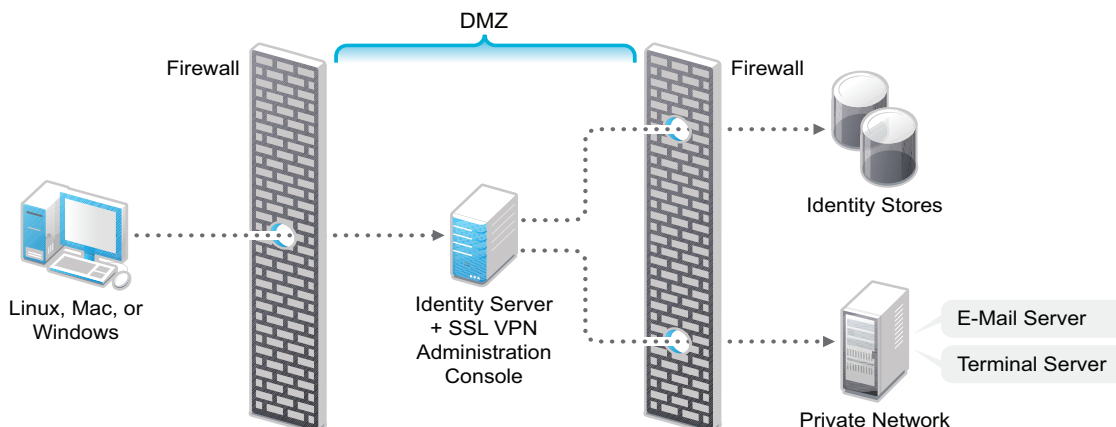 DMZ
Firewall
Firewall
Identity Stores
Linux, Mac, or
Windows
Identity Server
+ SSL VPN
Administration
Console
E-Mail Server
Terminal Server
Private Network